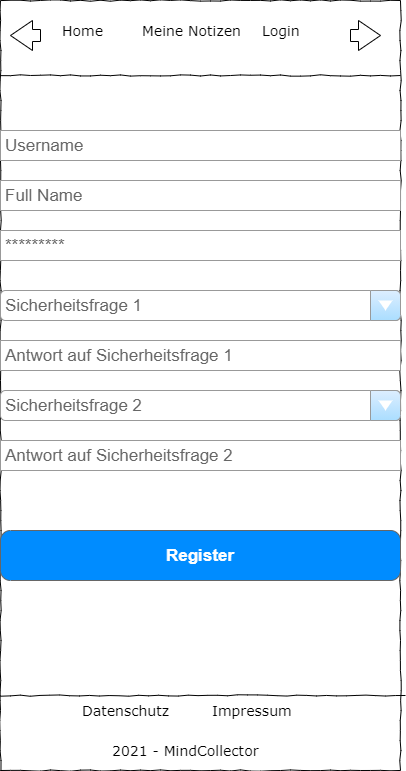 Home Meine Notizen Login
Username
Full Name
*********
Sicherheitsfrage 1
Antwort auf Sicherheitsfrage 1
Sicherheitsfrage 2
Antwort auf Sicherheitsfrage 2
Register
Datenschutz Impressum
2021 - MindCollector